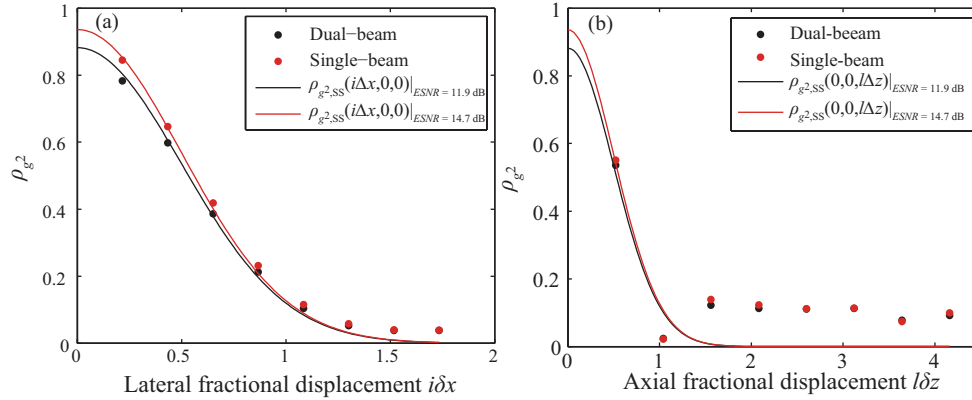 (a)
Dual−beam
Single−beam
ρg²,SS(iΔx,0,0)|ESNR = 11.9 dB
ρg²,SS(iΔx,0,0)|ESNR = 14.7 dB
1
0.8
0.6
0.4
0.2
0
ρg²
0
0.5
1
1.5
2
Lateral fractional displacement iδx
(b)
Dual-beeam
Single-beam
ρg²,SS(0,0,lΔz)|ESNR = 11.9 dB
ρg²,SS(0,0,lΔz)|ESNR = 14.7 dB
1
0.8
0.6
0.4
0.2
0
ρg²
0
1
2
3
4
Axial fractional displacement lδz